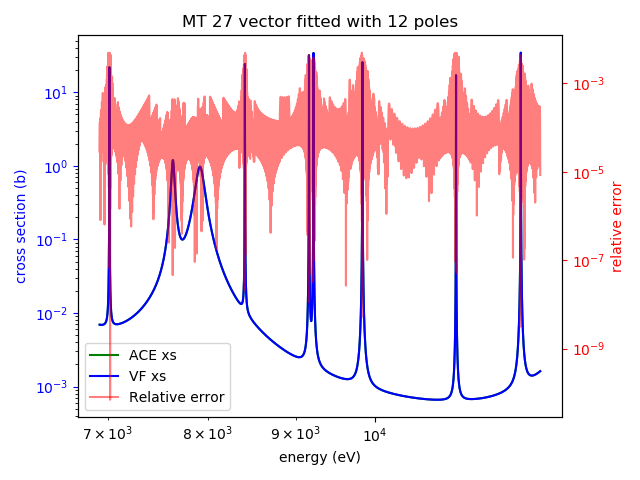 MT 27 vector fitted with 12 poles
cross section (b)
10¹
10⁰
10⁻¹
10⁻²
10⁻³
10⁻³
10⁻⁵
10⁻⁷
10⁻⁹
relative error
ACE xs
VF xs
Relative error
7 × 10³
8 × 10³
9 × 10³
10⁴
energy (eV)